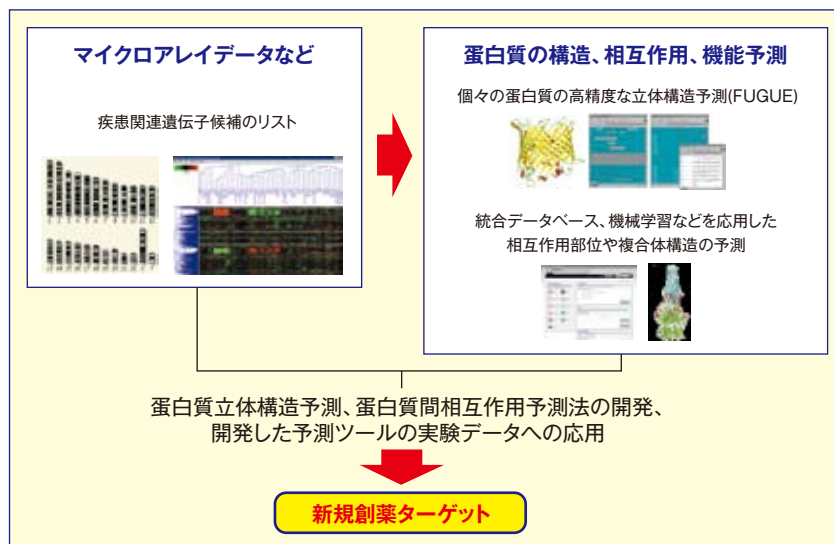 マイクロアレイデータなど
疾患関連遺伝子候補のリスト
蛋白質の構造、相互作用、機能予測
個々の蛋白質の高精度な立体構造予測(FUGUE)
統合データベース、機械学習などを応用した
相互作用部位や複合体構造の予測
蛋白質立体構造予測、蛋白質間相互作用予測法の開発、
開発した予測ツールの実験データへの応用
新規創薬ターゲット